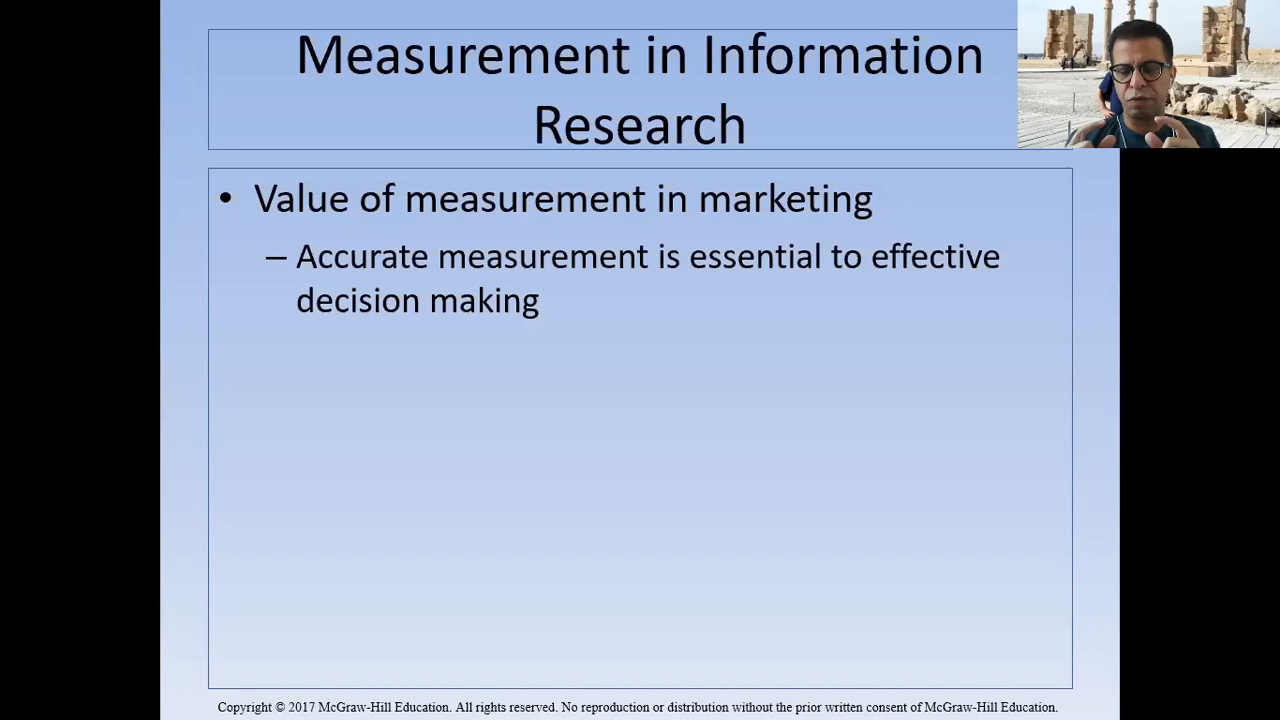 Measurement in Information
Research
• Value of measurement in marketing
– Accurate measurement is essential to effective
decision making
Copyright © 2017 McGraw-Hill Education. All rights reserved. No reproduction or distribution without the prior written consent of McGraw-Hill Education.